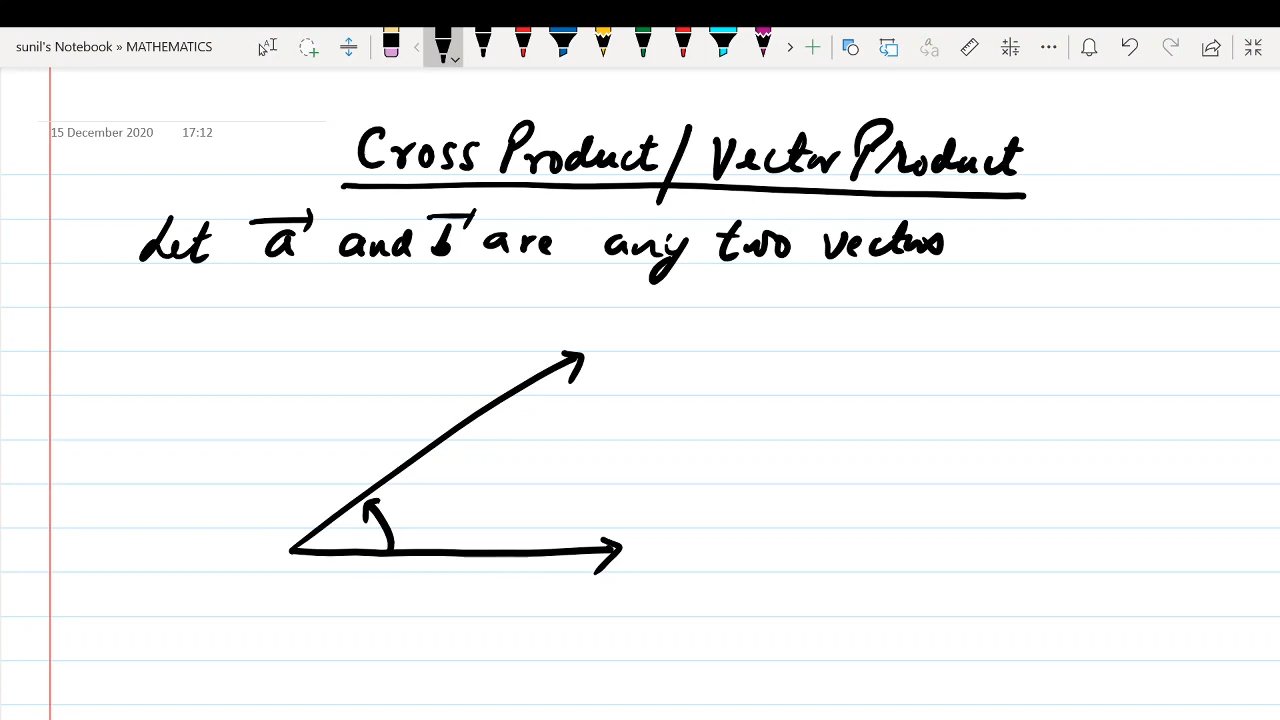 sunil's Notebook » MATHEMATICS
15 December 2020 17:12
Cross Product / Vector Product
Let a and b are any two vectors